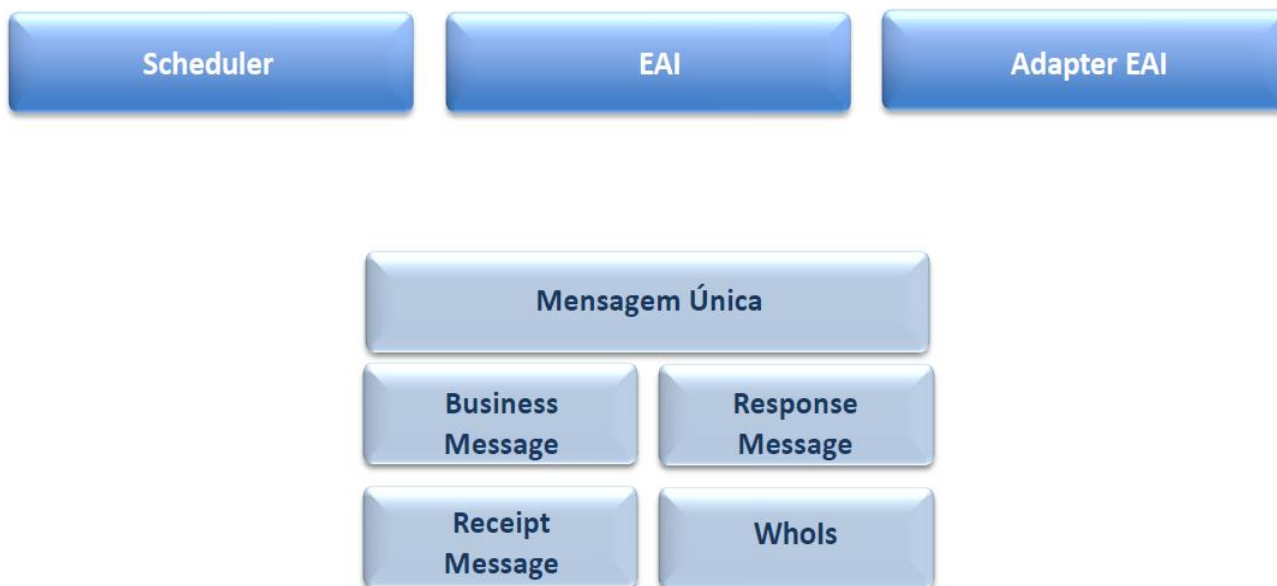 Scheduler
EAI
Adapter EAI
Mensagem Única
Business
Message
Response
Message
Receipt
Message
WhoIs